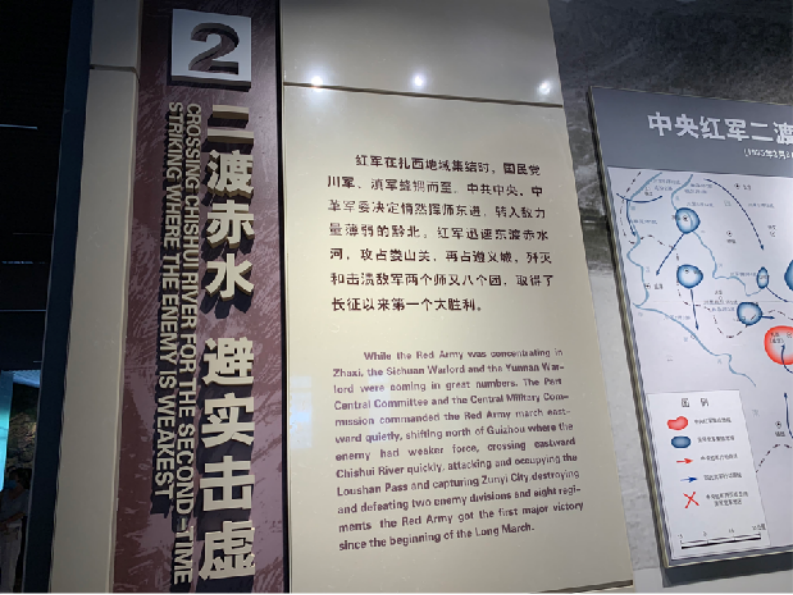 2
二渡赤水 避实击虚
CROSSING CHISHUI RIVER FOR THE SECOND TIME
STRIKING WHERE THE ENEMY IS WEAKEST
红军在扎西地域集结时，国民党
川军、滇军蜂拥而至，中共中央、中
革军委决定悄然挥师东进，转入敌力
量薄弱的黔北。红军迅速东渡赤水
河，攻占娄山关，再占遵义城，歼灭
和击溃敌军两个师又八个团，取得了
长征以来第一个大胜利。
While the Red Army was concentrating in
Zhaxi, the Sichuan Warlord and the Yunnan War-
lord were coming in great numbers. The Part
Central Committee and the Central Military Com-
mission commanded the Red Army march east-
ward quietly, shifting north of Guizhou where the
enemy had weaker force, crossing eastward
Chishui River quickly, attacking and occupying the
Loushan Pass and capturing Zunyi City,destroying
and defeating two enemy divisions and eight regi-
ments the Red Army got the first major victory
since the beginning of the Long March.
中央红军二渡
图例